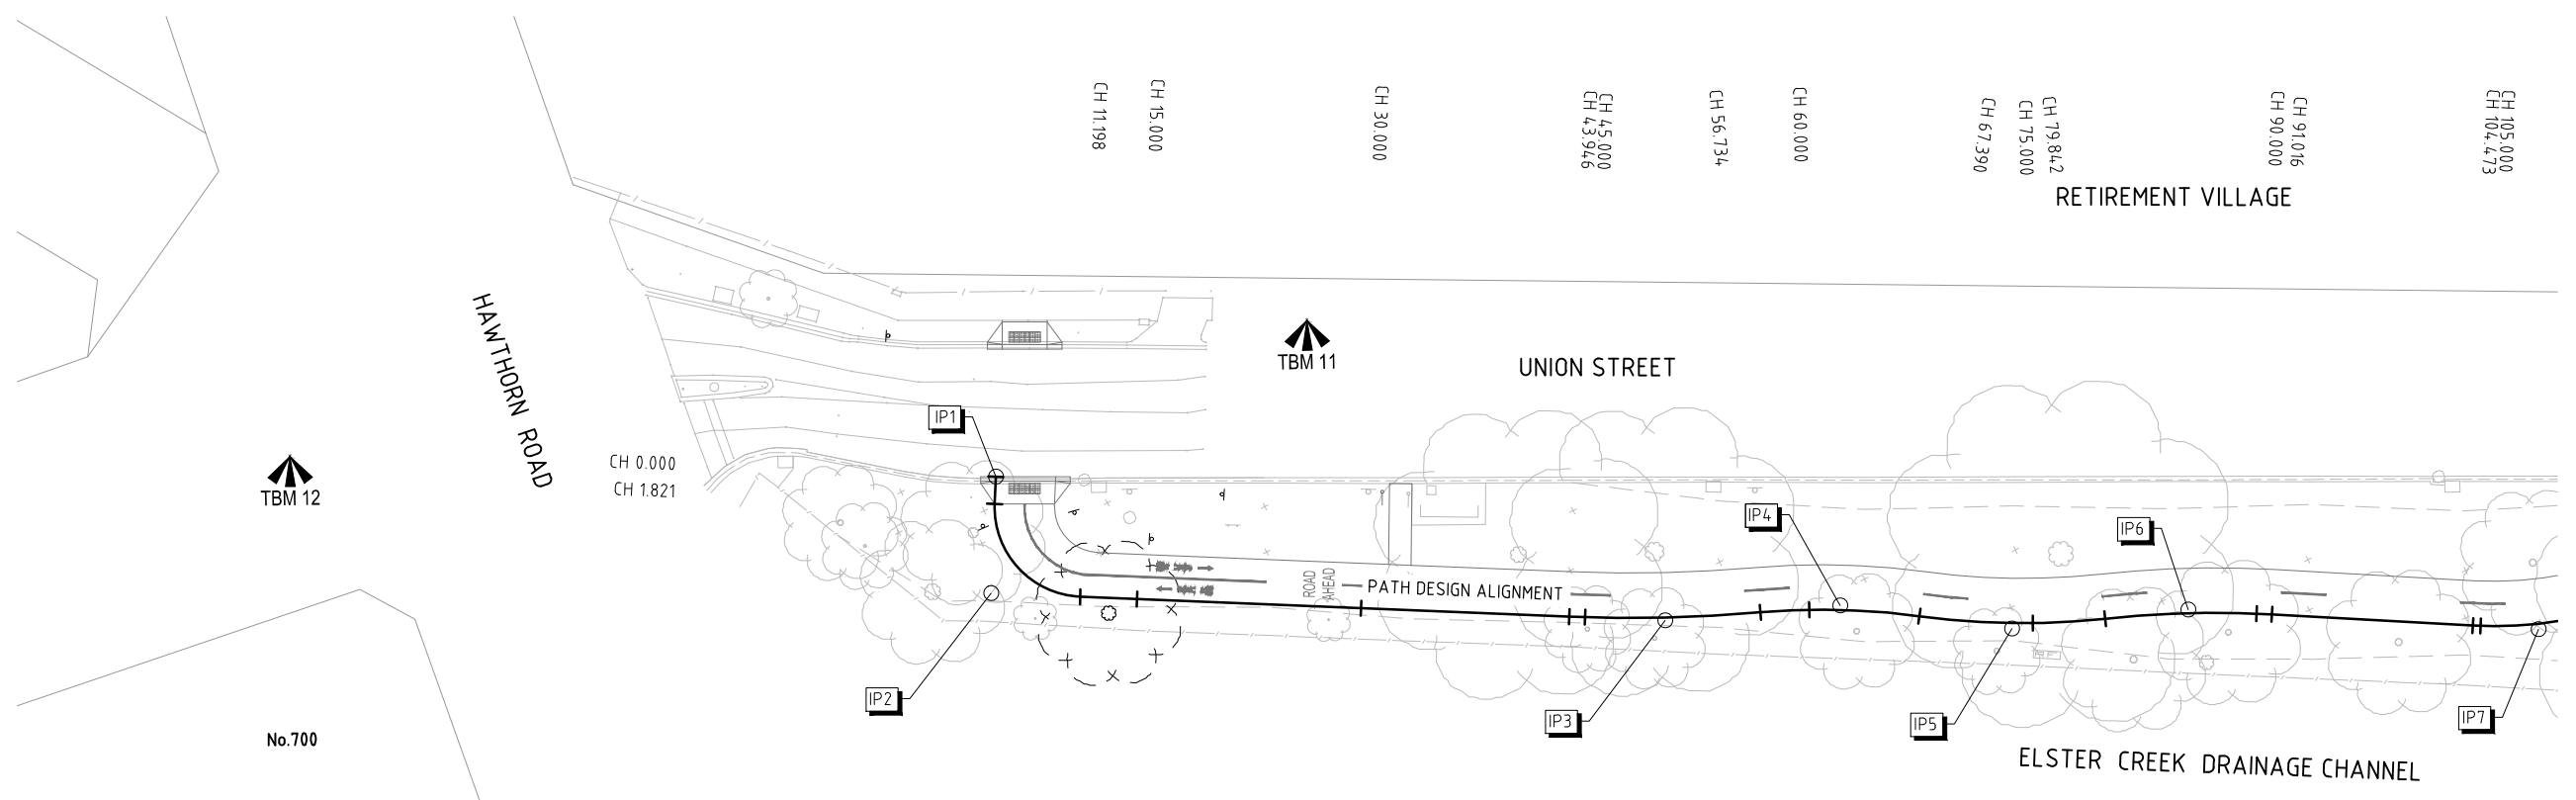 CH 11.198
CH 15.000
CH 30.000
CH 43.946
CH 45.000
CH 56.734
CH 60.000
CH 67.390
CH 75.000
CH 79.842
CH 90.000
CH 91.016
CH 104.473
CH 105.000
RETIREMENT VILLAGE
HAWTHORN ROAD
TBM 11
UNION STREET
IP1
CH 0.000
CH 1.821
TBM 12
IP4
IP6
ROAD
AHEAD
PATH DESIGN ALIGNMENT
IP2
IP3
IP5
IP7
No.700
ELSTER CREEK DRAINAGE CHANNEL